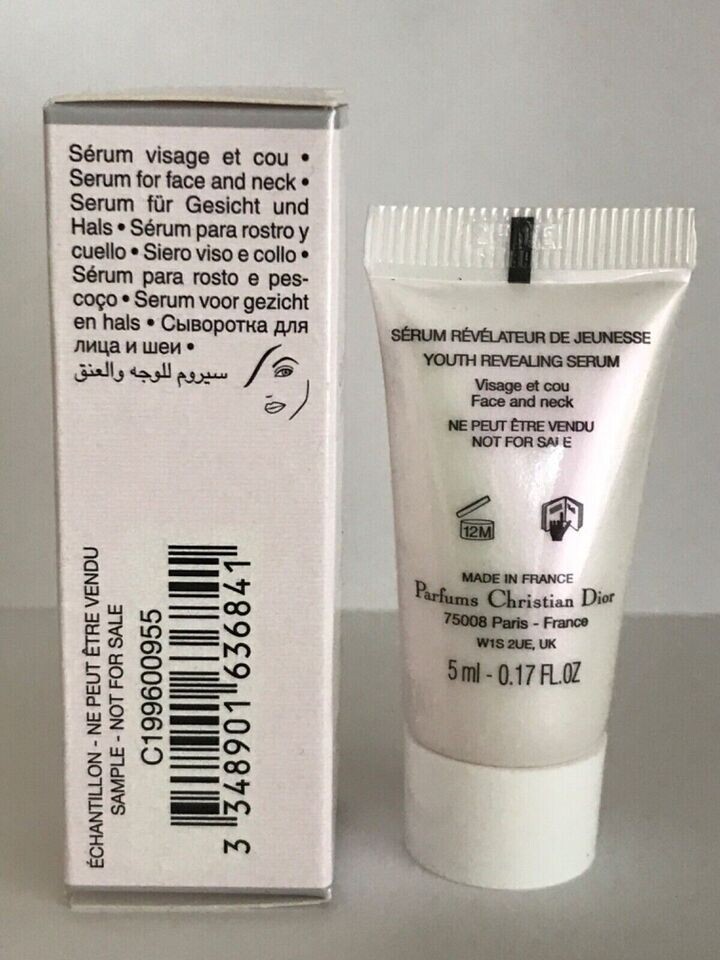 Sérum visage et cou •
Serum for face and neck •
Serum für Gesicht und
Hals • Sérum para rostro y
cuello • Siero viso e collo •
Sérum para rosto e pes-
coço • Serum voor gezicht
en hals • Сыворотка для
лица и шеи •
سيروم للوجه والعنق
ÉCHANTILLON - NE PEUT ÊTRE VENDU
SAMPLE - NOT FOR SALE
C199600955
3 348901 636841
SÉRUM RÉVÉLATEUR DE JEUNESSE
YOUTH REVEALING SERUM
Visage et cou
Face and neck
NE PEUT ÊTRE VENDU
NOT FOR SALE
12M
MADE IN FRANCE
Parfums Christian Dior
75008 Paris - France
W1S 2UE, UK
5 ml - 0.17 FL.OZ